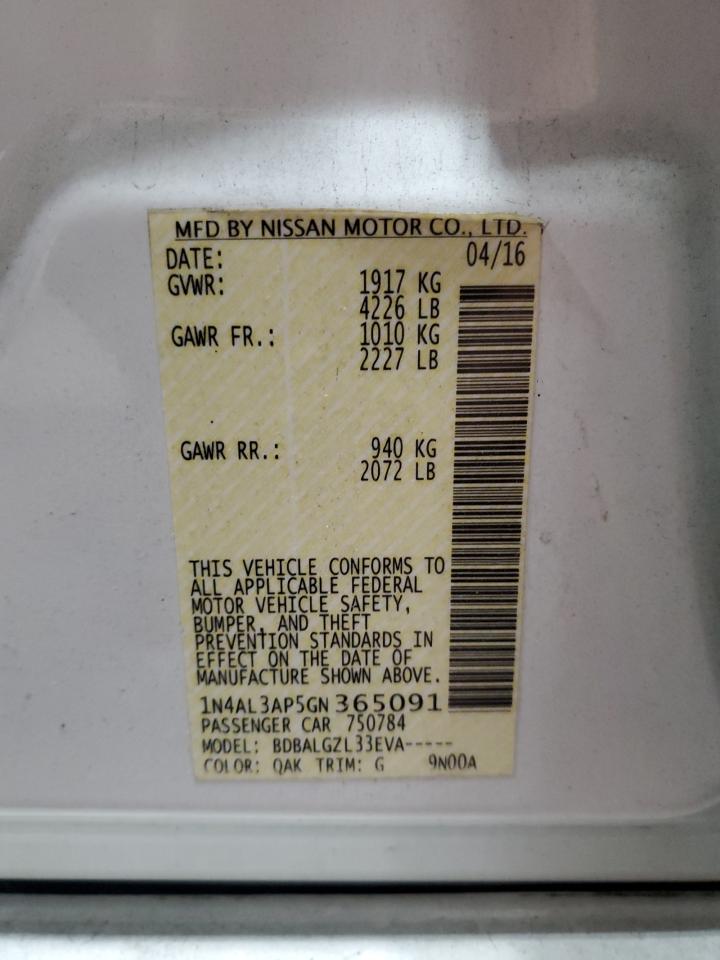 MFD BY NISSAN MOTOR CO., LTD.
DATE: 04/16
GVWR: 1917 KG
4226 LB
GAWR FR.: 1010 KG
2227 LB
GAWR RR.: 940 KG
2072 LB
THIS VEHICLE CONFORMS TO
ALL APPLICABLE FEDERAL
MOTOR VEHICLE SAFETY,
BUMPER, AND THEFT
PREVENTION STANDARDS IN
EFFECT ON THE DATE OF
MANUFACTURE SHOWN ABOVE.
1N4AL3AP5GN365091
PASSENGER CAR 750784
MODEL: BDBALGZL33EVA-----
COLOR: QAK TRIM: G 9N00A